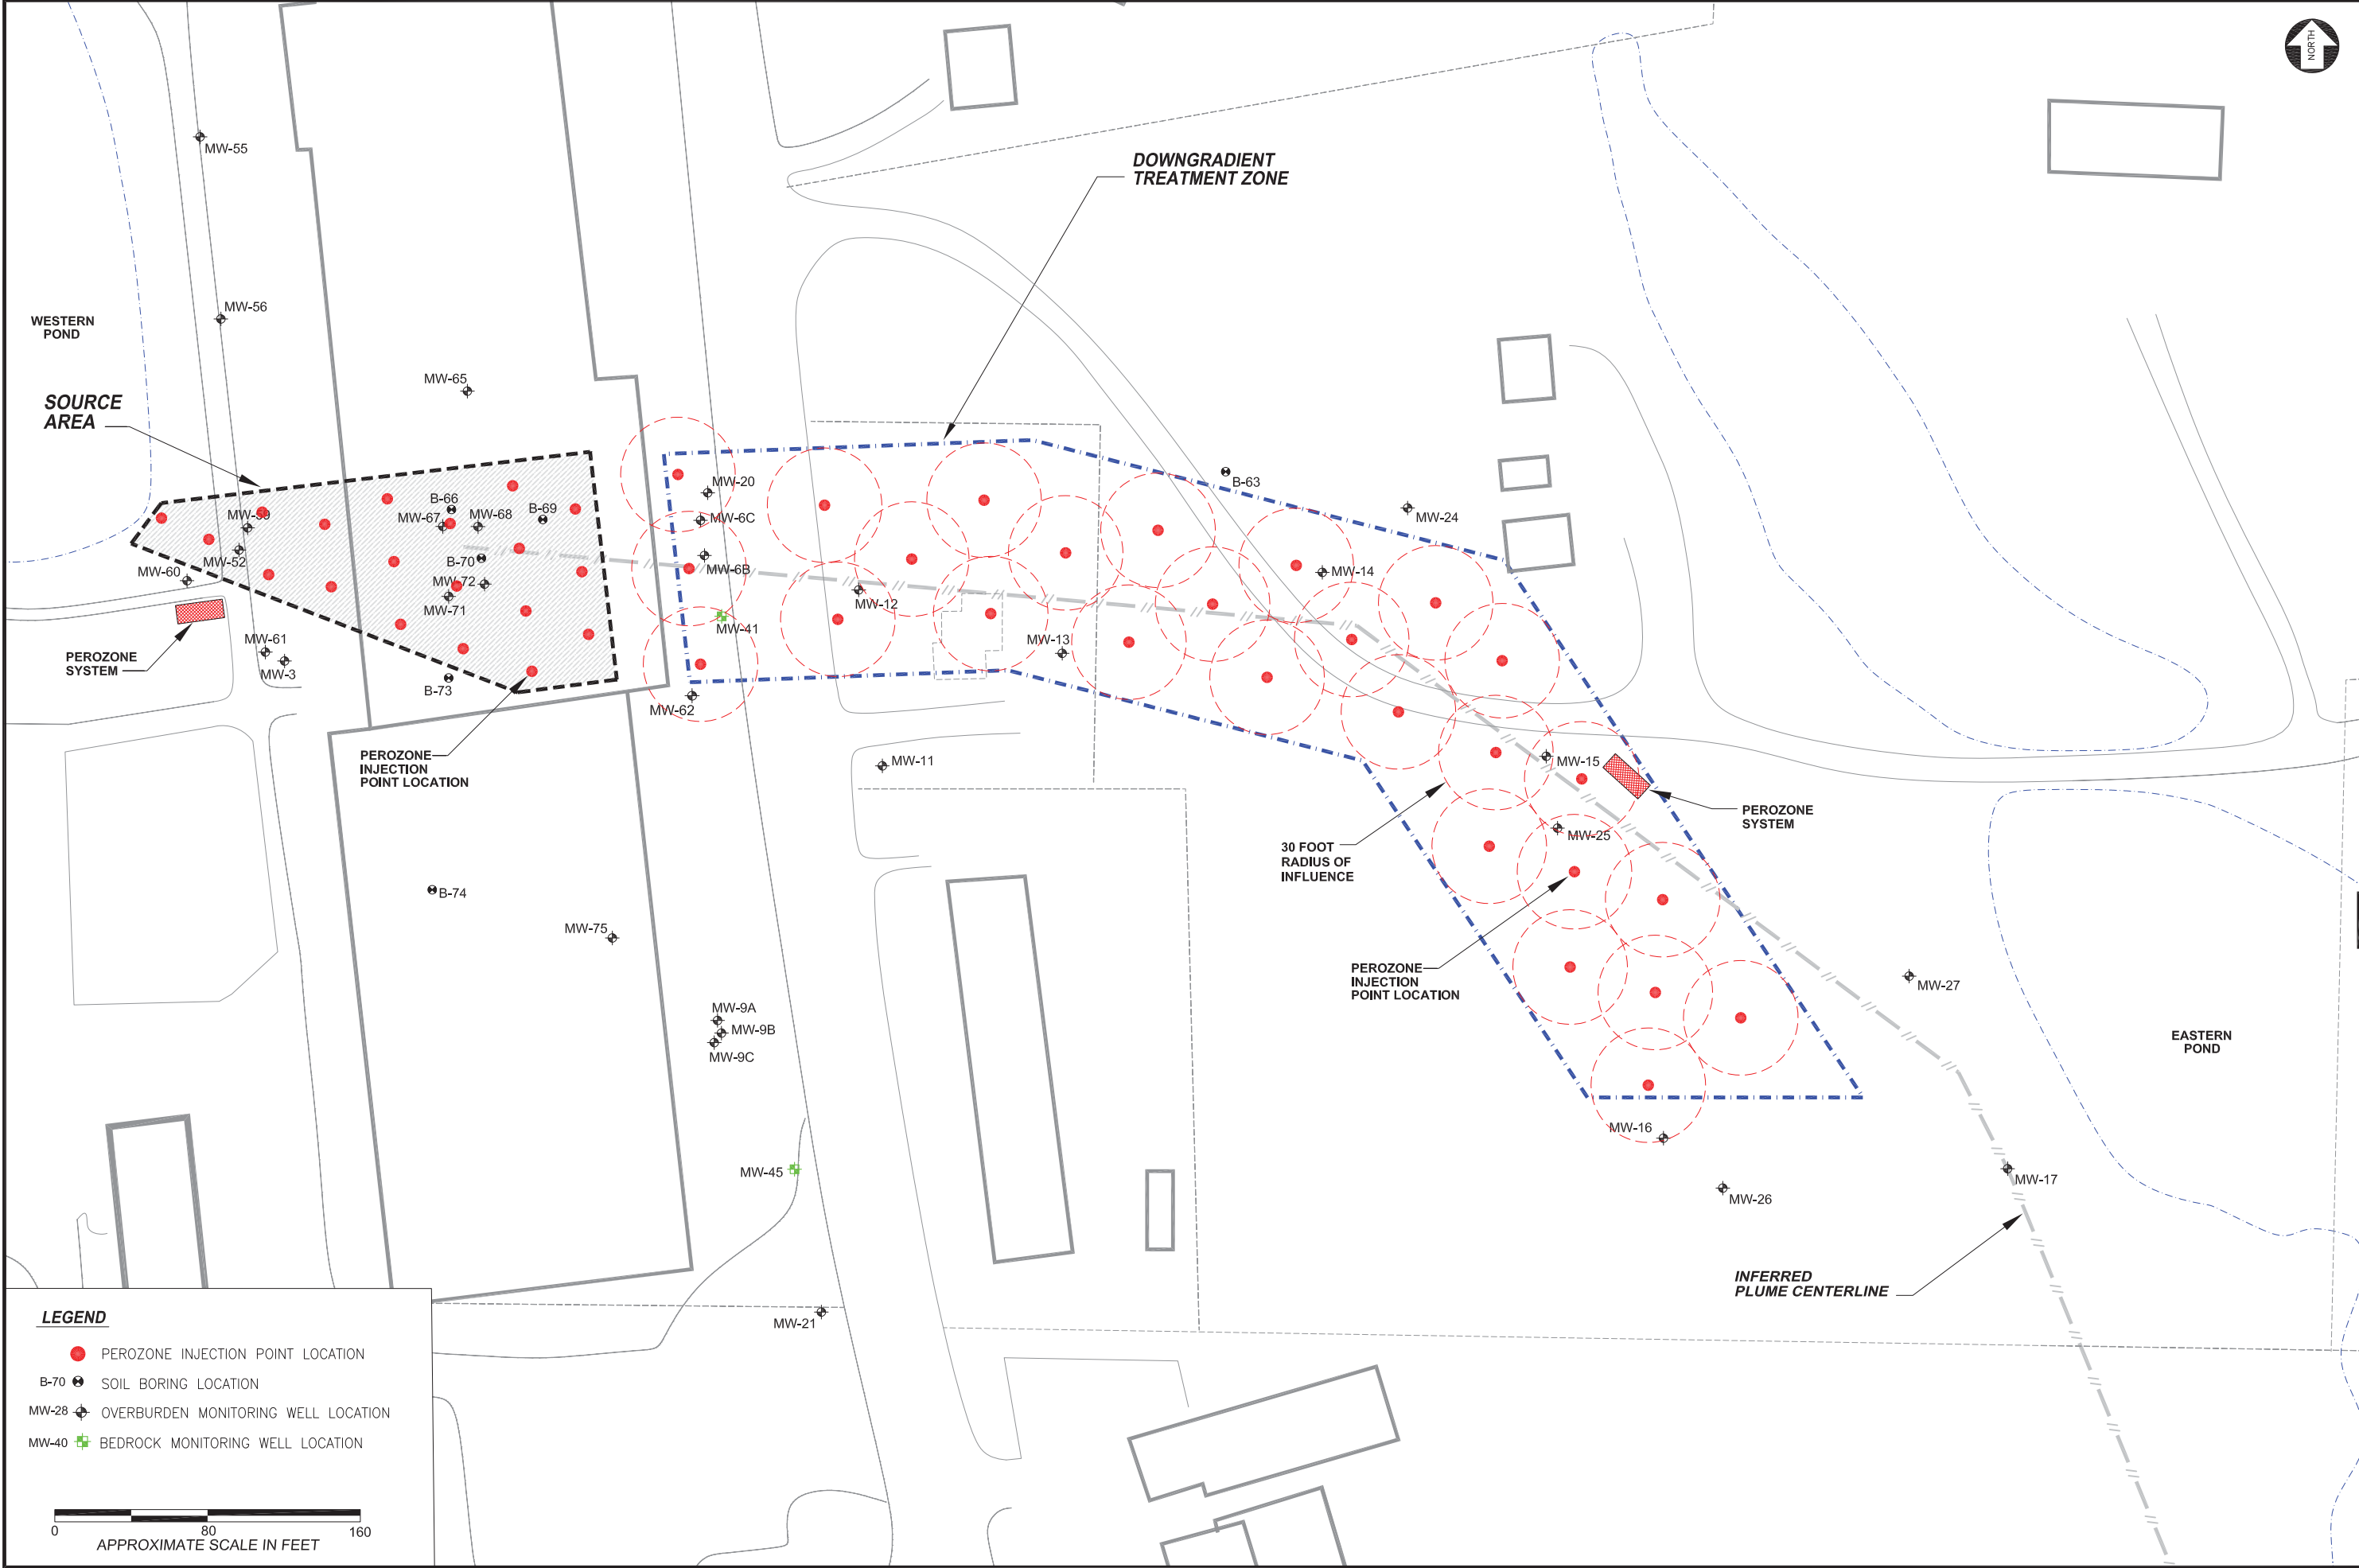 NORTH
MW-55
DOWNGRADIENT
TREATMENT ZONE
MW-56
WESTERN
POND
MW-65
SOURCE
AREA
B-63
MW-20
B-66
B-69
MW-24
MW-59
MW-67
MW-68
MW-6C
MW-52
B-70
MW-6B
MW-60
MW-72
MW-14
MW-71
MW-12
MW-41
MW-61
MW-13
PEROZONE
SYSTEM
MW-3
B-73
MW-62
PEROZONE
INJECTION
POINT LOCATION
MW-11
MW-15
PEROZONE
SYSTEM
MW-25
30 FOOT
RADIUS OF
INFLUENCE
B-74
MW-75
PEROZONE
INJECTION
POINT LOCATION
MW-27
MW-9A
MW-9B
MW-9C
EASTERN
POND
MW-16
MW-45
MW-17
MW-26
INFERRED
PLUME CENTERLINE
MW-21
LEGEND
PEROZONE INJECTION POINT LOCATION
B-70 SOIL BORING LOCATION
MW-28 OVERBURDEN MONITORING WELL LOCATION
MW-40 BEDROCK MONITORING WELL LOCATION
0 80 160
APPROXIMATE SCALE IN FEET